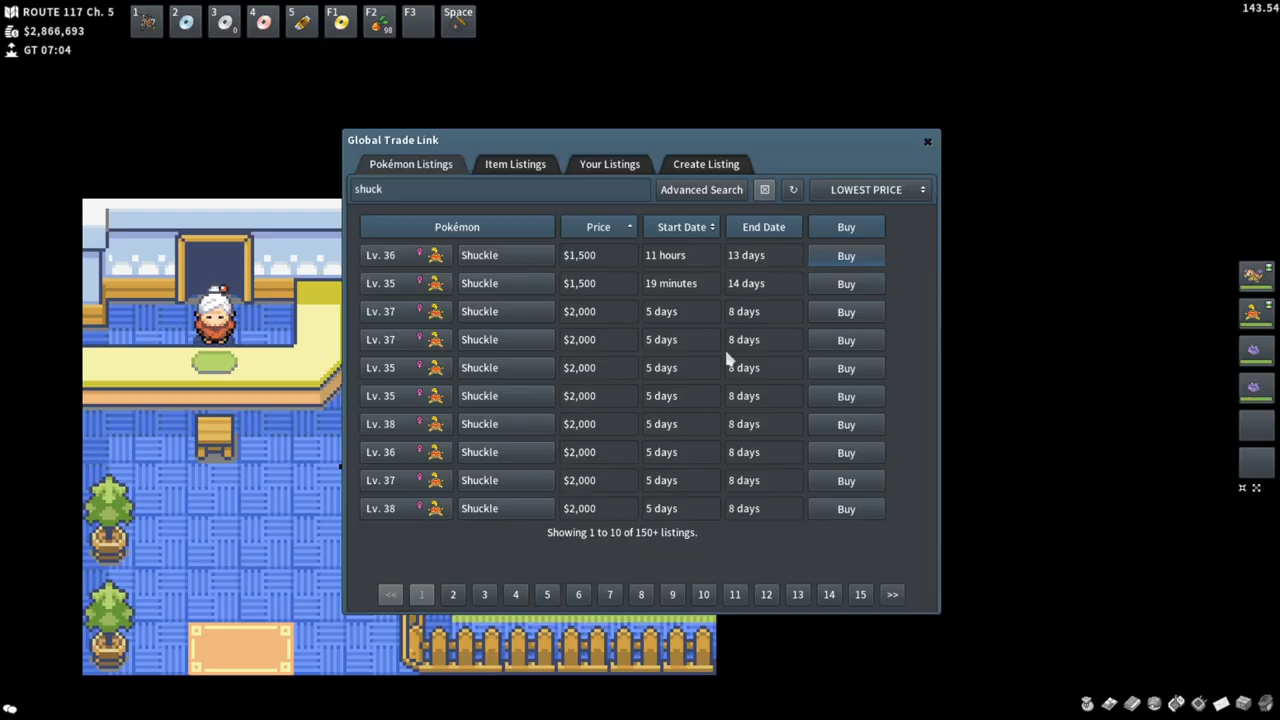 ROUTE 117 Ch. 5
$2,866,693
GT 07:04
1 2 3 4 5 F1 F2 F3 Space
0 98
143.54
Global Trade Link
Pokémon Listings Item Listings Your Listings Create Listing
shuck Advanced Search LOWEST PRICE
Pokémon Price Start Date End Date Buy
Lv. 36 Shuckle $1,500 11 hours 13 days Buy
Lv. 35 Shuckle $1,500 19 minutes 14 days Buy
Lv. 37 Shuckle $2,000 5 days 8 days Buy
Lv. 37 Shuckle $2,000 5 days 8 days Buy
Lv. 35 Shuckle $2,000 5 days 8 days Buy
Lv. 35 Shuckle $2,000 5 days 8 days Buy
Lv. 38 Shuckle $2,000 5 days 8 days Buy
Lv. 36 Shuckle $2,000 5 days 8 days Buy
Lv. 37 Shuckle $2,000 5 days 8 days Buy
Lv. 38 Shuckle $2,000 5 days 8 days Buy
Showing 1 to 10 of 150+ listings.
<< 1 2 3 4 5 6 7 8 9 10 11 12 13 14 15 >>